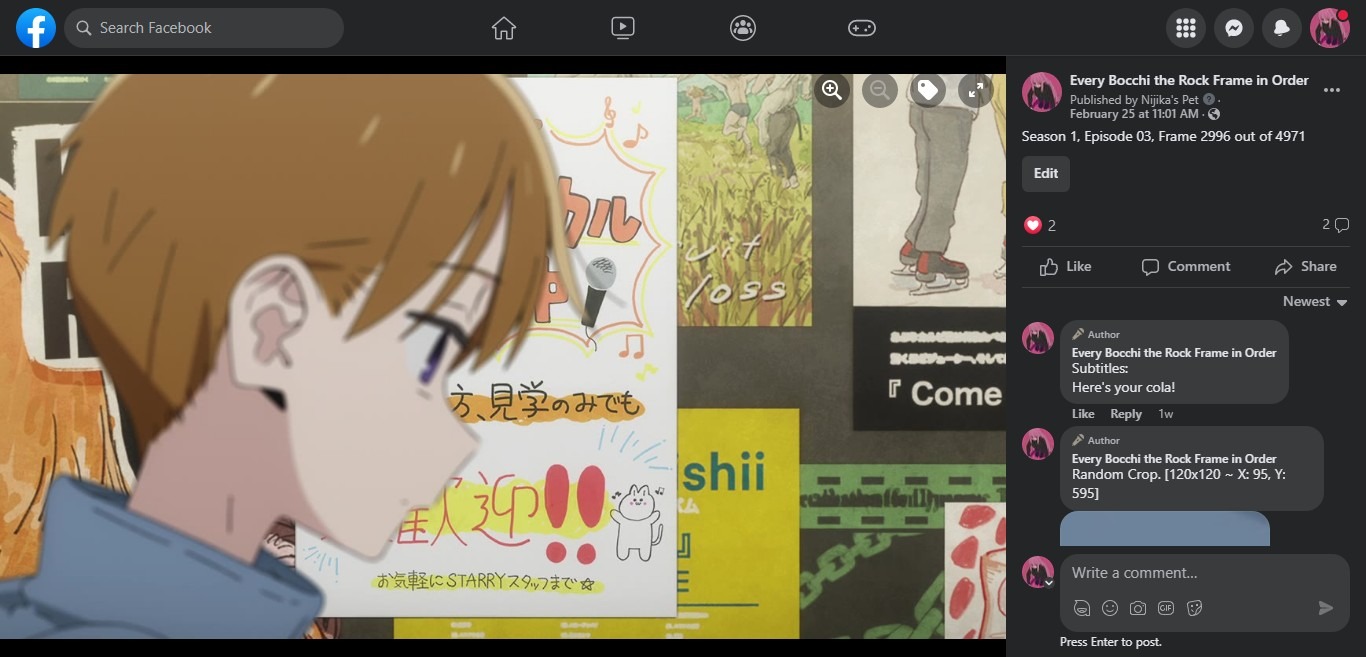 Search Facebook
カル
P
方、見学のみでも
歓迎!!
お気軽にSTARRYスタッフまで☆
suit
loss
『Come
shii
KA
』
E
Every Bocchi the Rock Frame in Order
Published by Nijika's Pet ·
February 25 at 11:01 AM ·
Season 1, Episode 03, Frame 2996 out of 4971
Edit
2
2
Like
Comment
Share
Newest
Author
Every Bocchi the Rock Frame in Order
Subtitles:
Here's your cola!
Like Reply 1w
Author
Every Bocchi the Rock Frame in Order
Random Crop. [120x120 ~ X: 95, Y:
595]
Write a comment...
GIF
Press Enter to post.